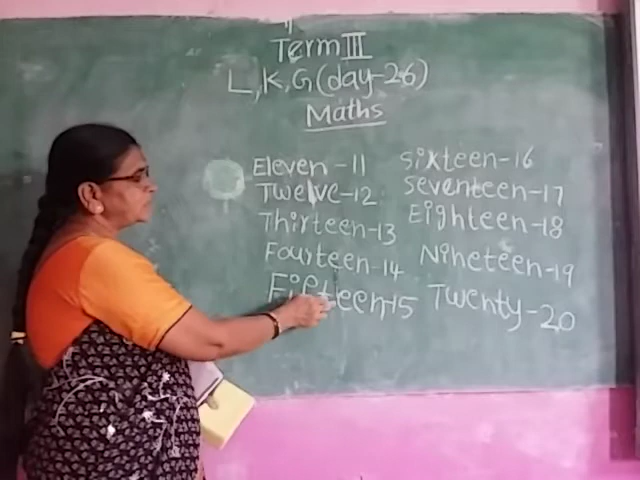 Term III
L,K,G(day-26)
Maths
Eleven-11
Twelve-12
Thirteen-13
Fourteen-14
Fifteen-15
Sixteen-16
Seventeen-17
Eighteen-18
Nineteen-19
Twenty-20